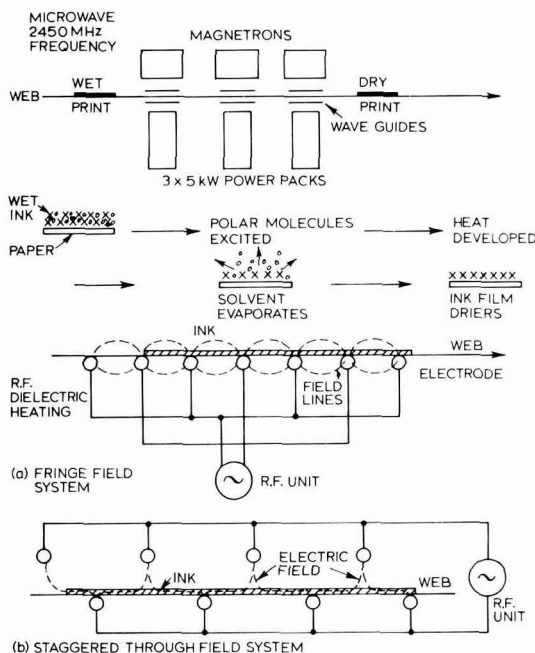 MICROWAVE
2450 MHz
FREQUENCY
MAGNETRONS
WEB
WET
PRINT
DRY
PRINT
WAVE GUIDES
3 x 5 kW POWER PACKS
WET
INK
PAPER
POLAR MOLECULES
EXCITED
HEAT
DEVELOPED
SOLVENT
EVAPORATES
INK FILM
DRIERS
INK
WEB
R.F.
DIELECTRIC
HEATING
FIELD
LINES
ELECTRODE
R.F. UNIT
(a) FRINGE FIELD
SYSTEM
INK
ELECTRIC
FIELD
WEB
R.F.
UNIT
(b) STAGGERED THROUGH FIELD SYSTEM